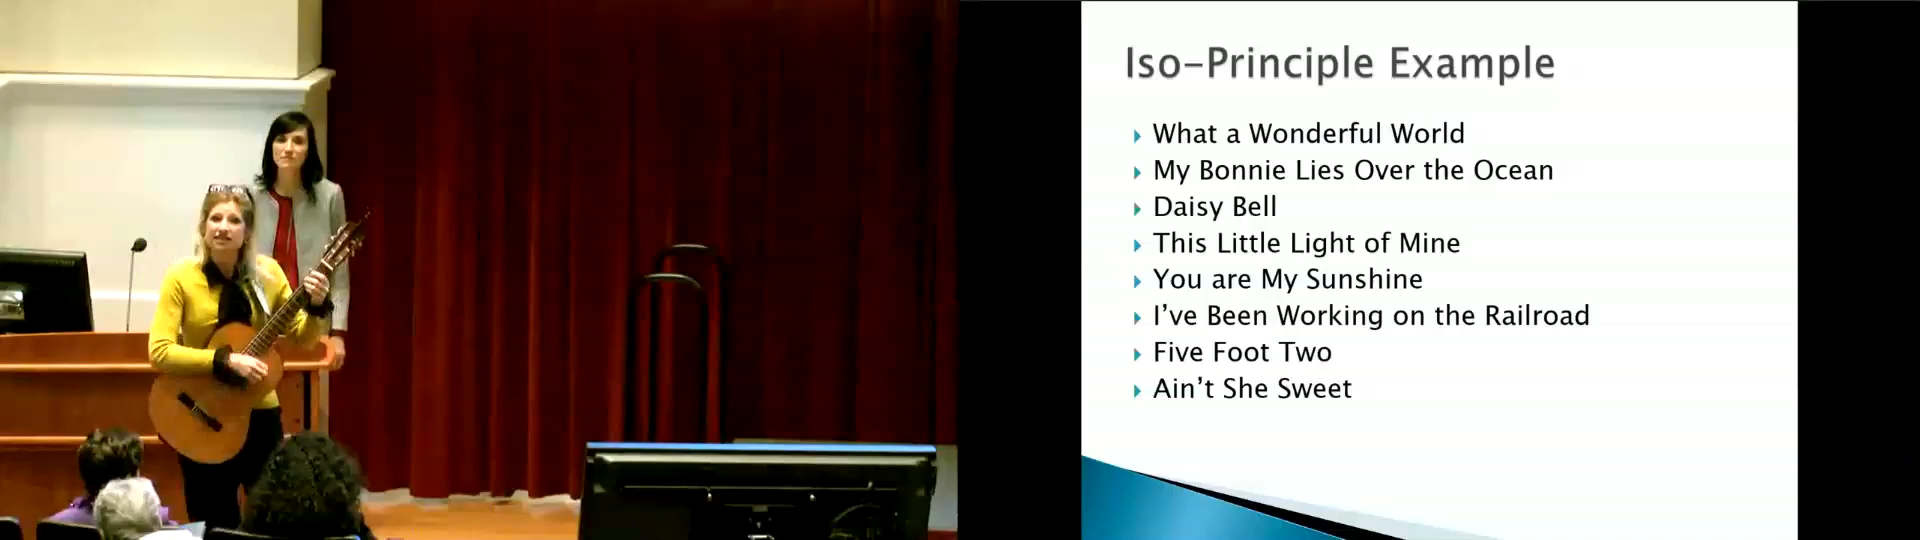 Iso-Principle Example
What a Wonderful World
My Bonnie Lies Over the Ocean
Daisy Bell
This Little Light of Mine
You are My Sunshine
I've Been Working on the Railroad
Five Foot Two
Ain't She Sweet